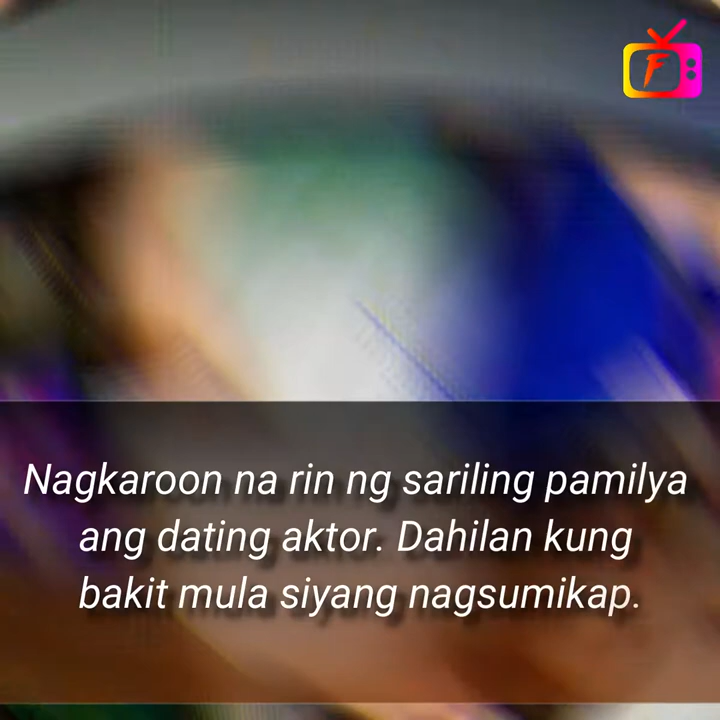 F
Nagkaroon na rin ng sariling pamilya
ang dating aktor. Dahilan kung
bakit mula siyang nagsumikap.